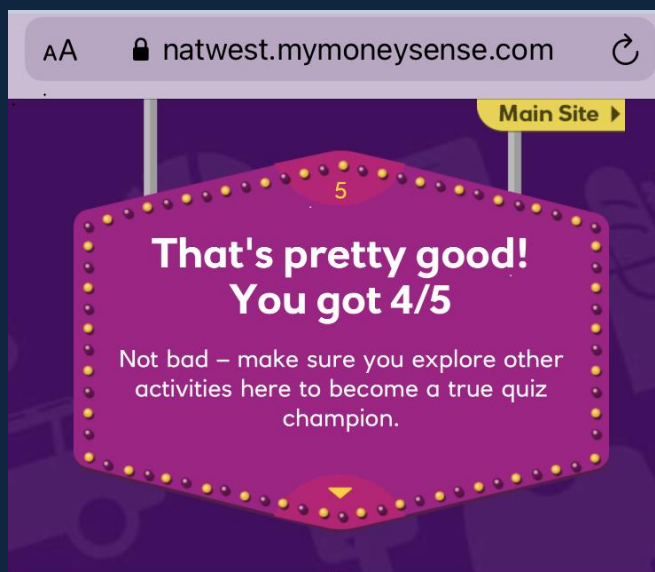 AA natwest.mymoneysense.com
Main Site
5
That's pretty good!
You got 4/5
Not bad – make sure you explore other
activities here to become a true quiz
champion.